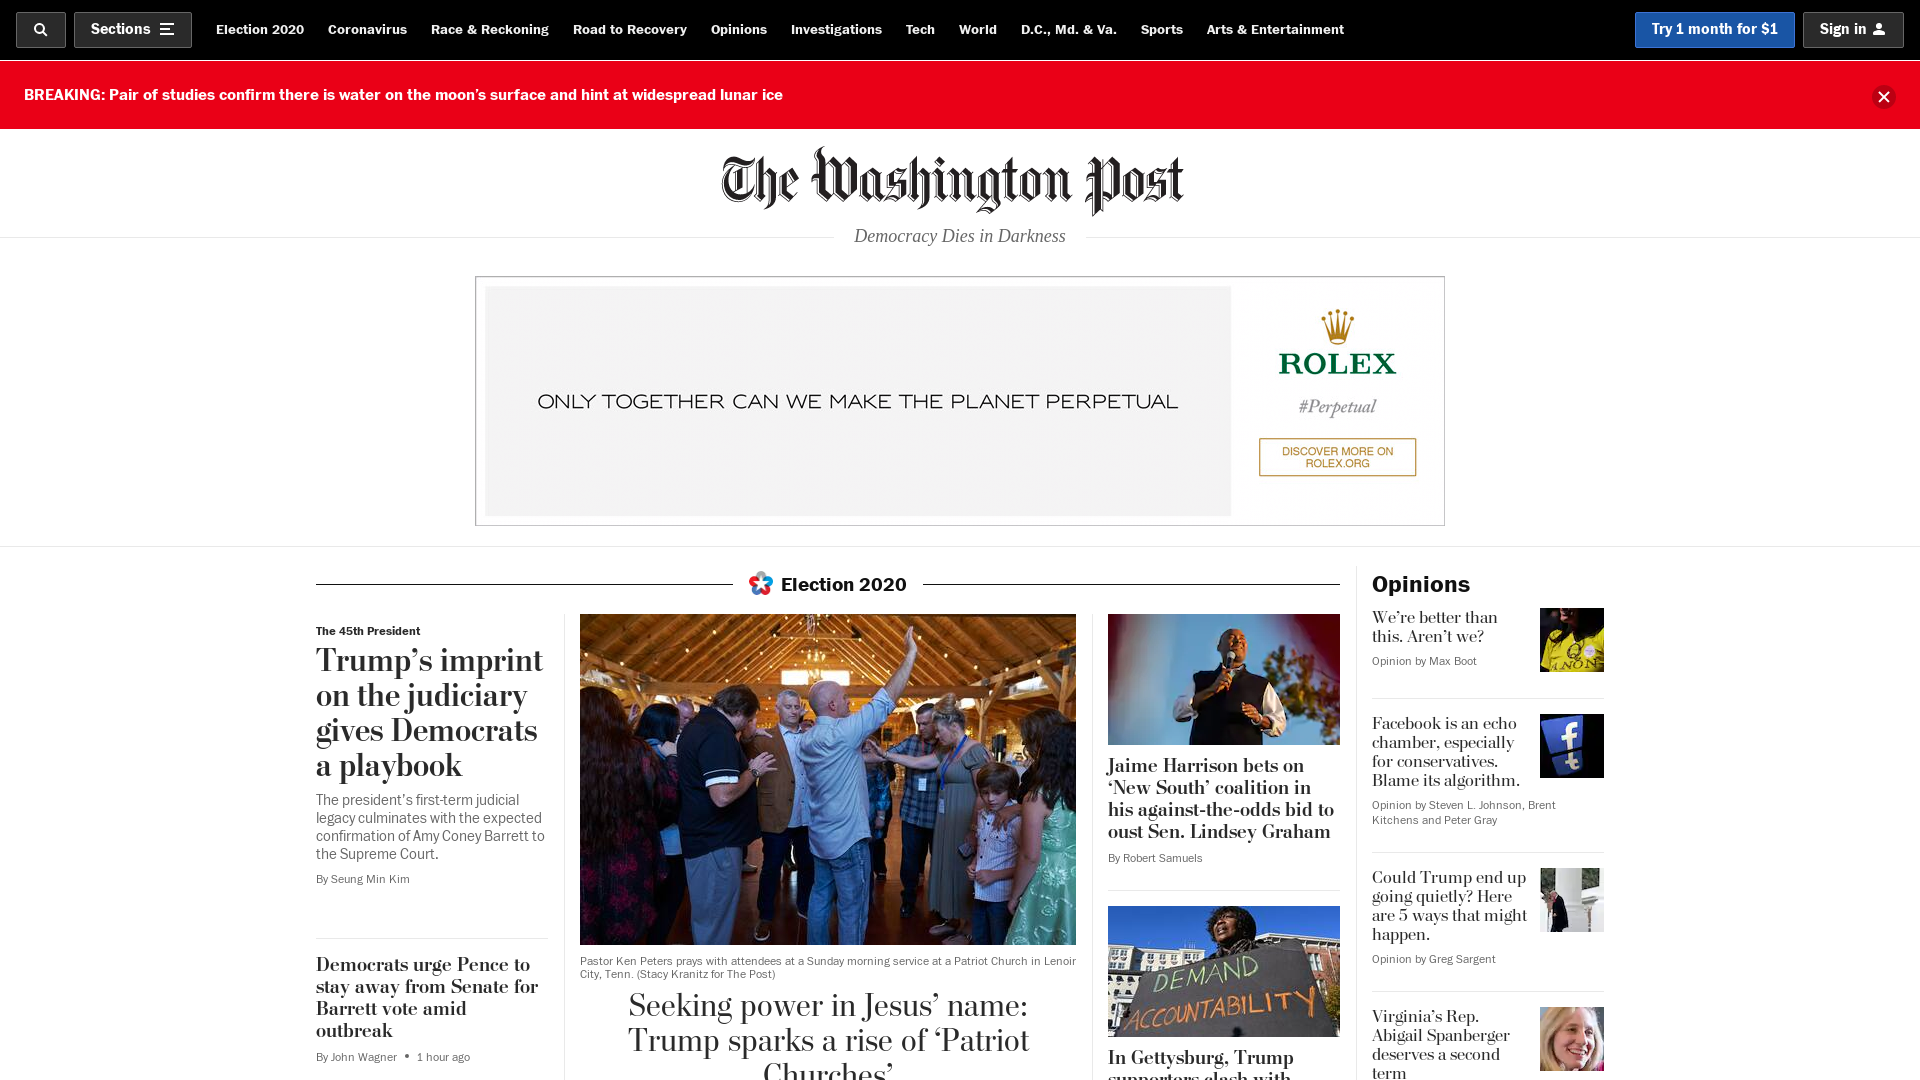 Sections
Election 2020
Coronavirus
Race & Reckoning
Road to Recovery
Opinions
Investigations
Tech
World
D.C., Md. & Va.
Sports
Arts & Entertainment
Try 1 month for $1
Sign in
BREAKING: Pair of studies confirm there is water on the moon’s surface and hint at widespread lunar ice
The Washington Post
Democracy Dies in Darkness
ONLY TOGETHER CAN WE MAKE THE PLANET PERPETUAL
ROLEX
#Perpetual
DISCOVER MORE ON
ROLEX.ORG
Election 2020
The 45th President
Trump’s imprint
on the judiciary
gives Democrats
a playbook
The president’s first-term judicial
legacy culminates with the expected
confirmation of Amy Coney Barrett to
the Supreme Court.
By Seung Min Kim
Democrats urge Pence to
stay away from Senate for
Barrett vote amid
outbreak
By John Wagner • 1 hour ago
Pastor Ken Peters prays with attendees at a Sunday morning service at a Patriot Church in Lenoir
City, Tenn. (Stacy Kranitz for The Post)
Seeking power in Jesus’ name:
Trump sparks a rise of ‘Patriot
Churches’
Jaime Harrison bets on
‘New South’ coalition in
his against-the-odds bid to
oust Sen. Lindsey Graham
By Robert Samuels
DEMAND
ACCOUNTABILITY
In Gettysburg, Trump
supporters clash with
Opinions
We’re better than
this. Aren’t we?
Opinion by Max Boot
Q
ANON
Facebook is an echo
chamber, especially
for conservatives.
Blame its algorithm.
Opinion by Steven L. Johnson, Brent
Kitchens and Peter Gray
Could Trump end up
going quietly? Here
are 5 ways that might
happen.
Opinion by Greg Sargent
Virginia’s Rep.
Abigail Spanberger
deserves a second
term